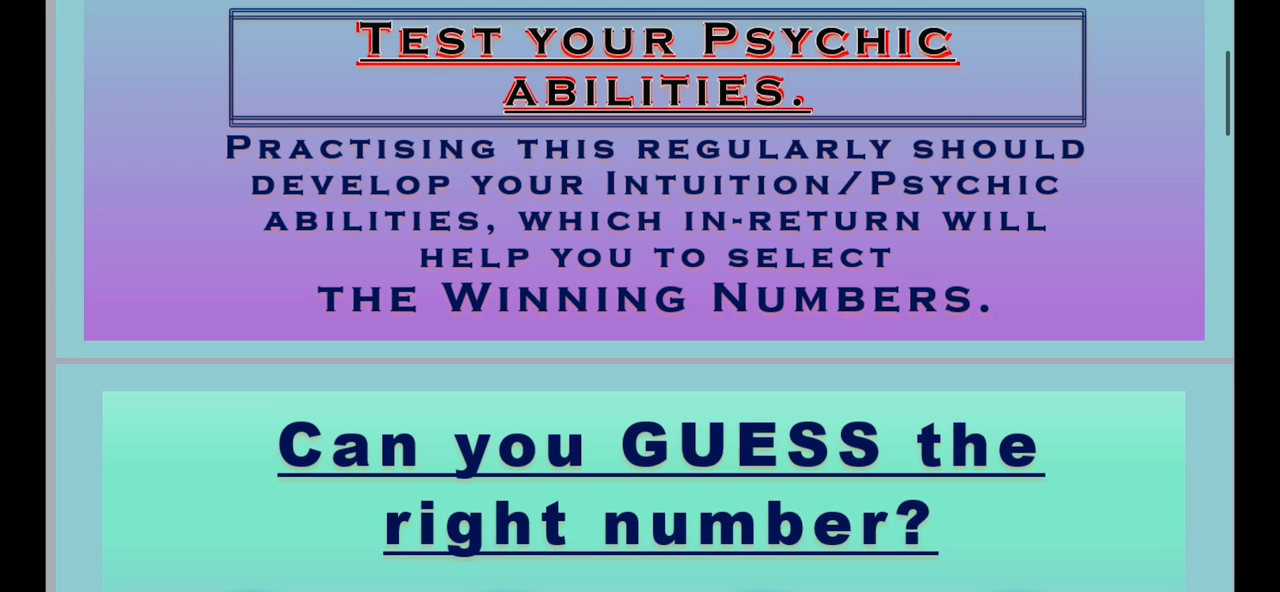 Test your Psychic
abilities.
Practising this regularly should
develop your Intuition/Psychic
abilities, which in-return will
help you to select
the Winning Numbers.
Can you GUESS the
right number?